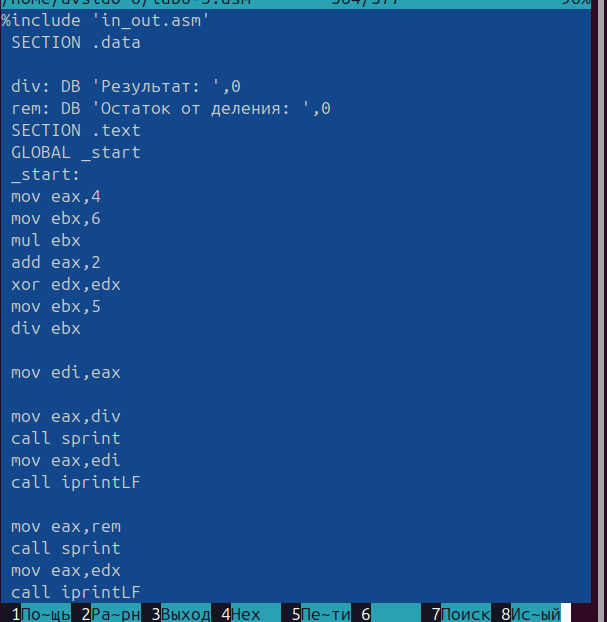 %include 'in_out.asm'
SECTION .data
div: DB 'Результат: ',0
rem: DB 'Остаток от деления: ',0
SECTION .text
GLOBAL _start
_start:
mov eax,4
mov ebx,6
mul ebx
add eax,2
xor edx,edx
mov ebx,5
div ebx
mov edi,eax
mov eax,div
call sprint
mov eax,edi
call iprintLF
mov eax,rem
call sprint
mov eax,edx
call iprintLF
1По~щь 2Ра~рн 3Выход 4Hex 5Пе~ти 6 7Поиск 8Ис~ый